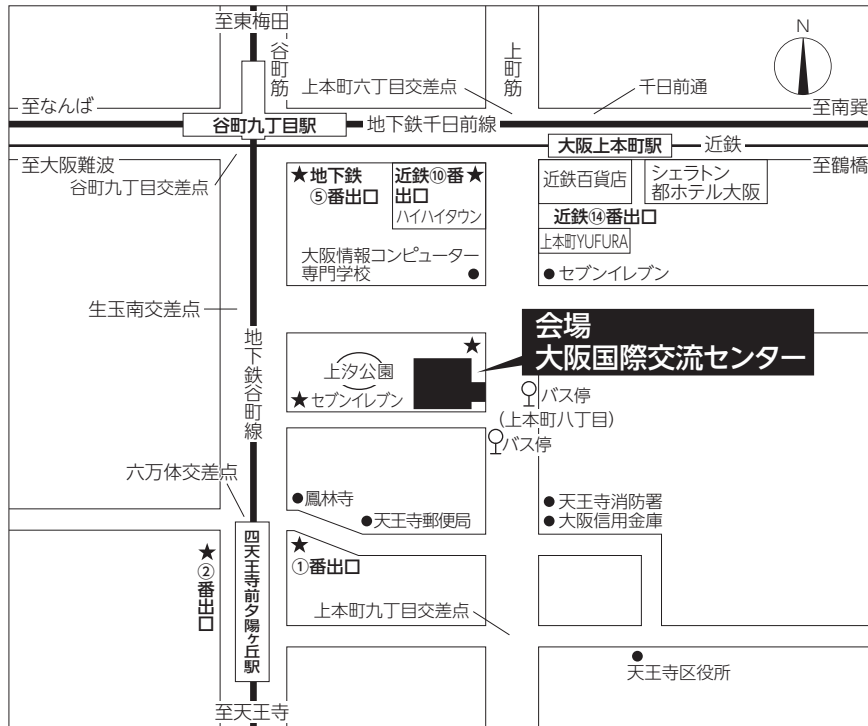 至東梅田
谷町筋
上町筋
N
上本町六丁目交差点
千日前通
至なんば
至南巽
谷町九丁目駅
地下鉄千日前線
大阪上本町駅
近鉄
至大阪難波
至鶴橋
谷町九丁目交差点
★地下鉄
⑤番出口
近鉄⑩番★
出口
ハイハイタウン
近鉄百貨店
シェラトン
都ホテル大阪
近鉄⑭番出口
上本町YUFURA
大阪情報コンピューター
専門学校 ●
● セブンイレブン
生玉南交差点
地下鉄谷町線
会場
大阪国際交流センター
★
上汐公園
★ セブンイレブン
バス停
(上本町八丁目)
バス停
六万体交差点
●鳳林寺
●天王寺郵便局
● 天王寺消防署
● 大阪信用金庫
四天王寺前夕陽ヶ丘駅
★
②番出口
★
①番出口
上本町九丁目交差点
●
天王寺区役所
至天王寺